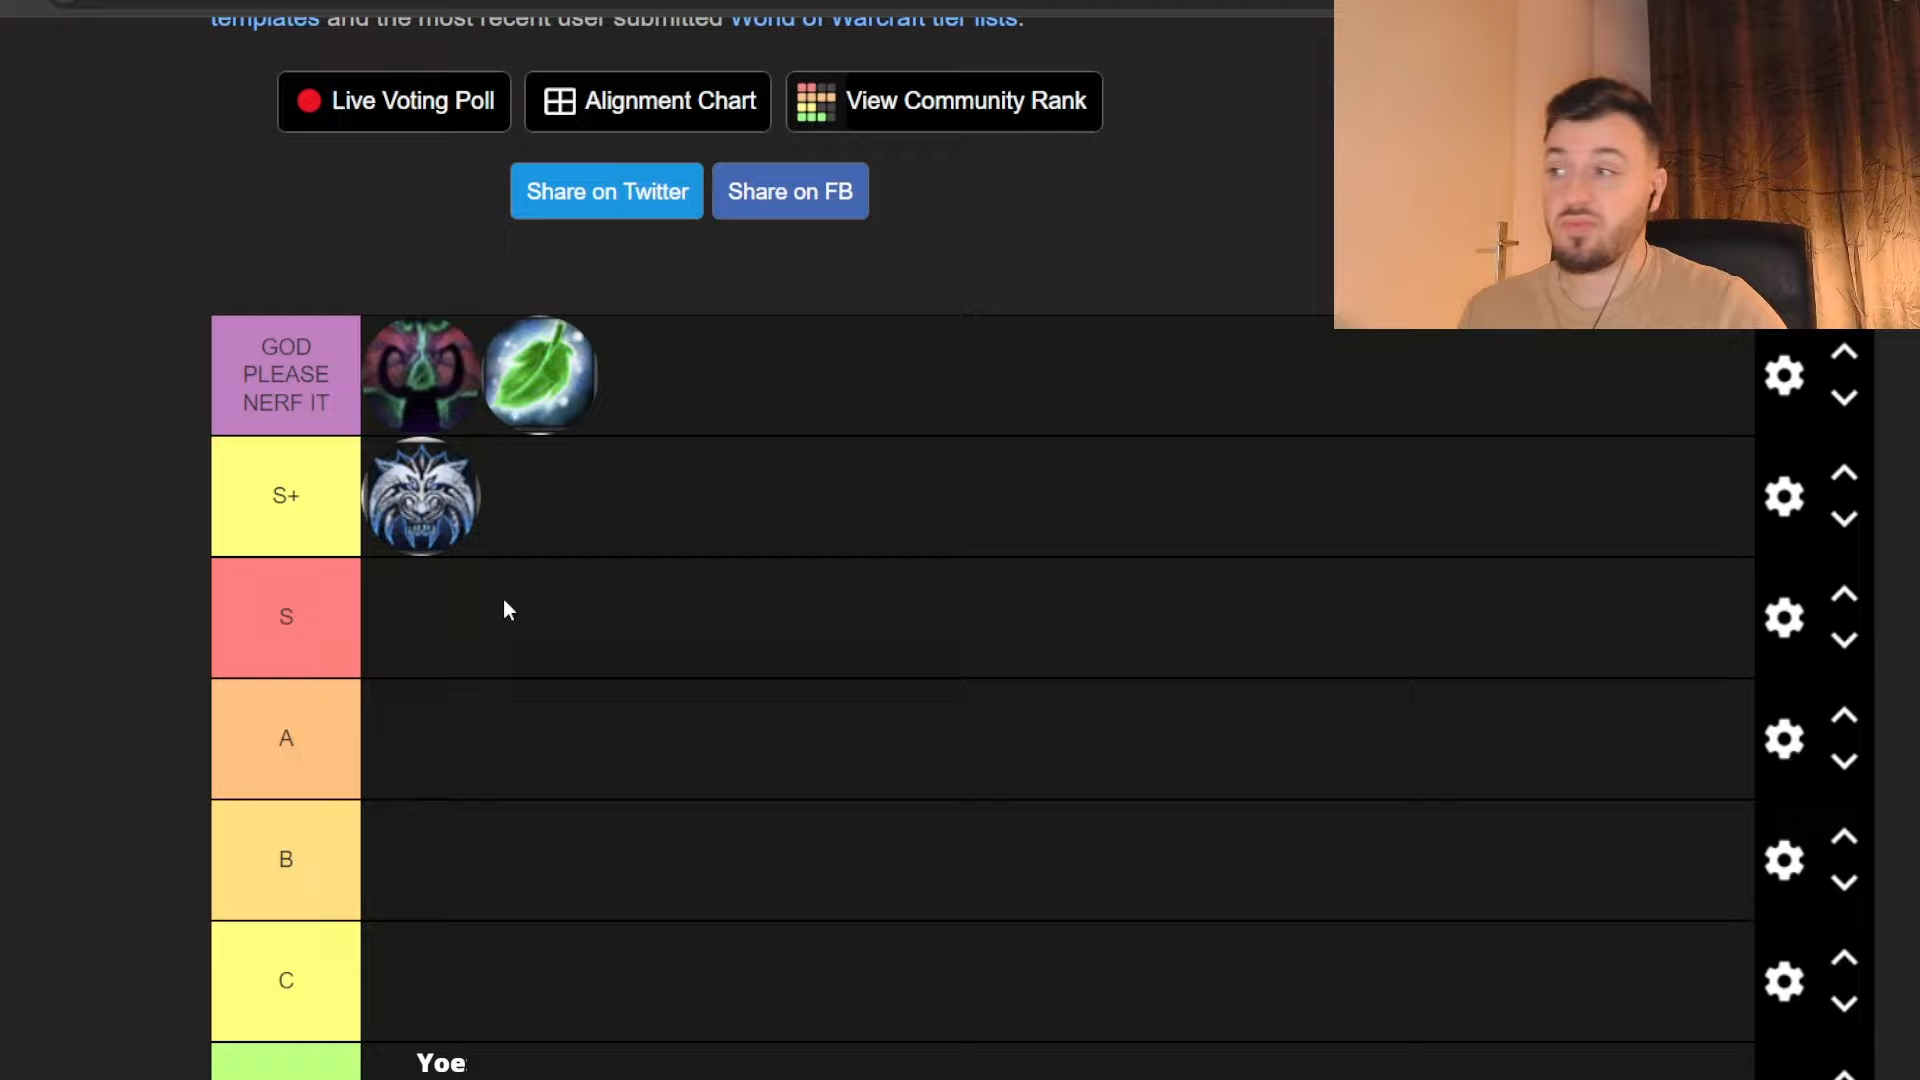 templates and the most recent user submitted World of Warcraft tier lists.
Live Voting Poll
Alignment Chart
View Community Rank
Share on Twitter
Share on FB
GOD
PLEASE
NERF IT
S+
S
A
B
C
Yoe